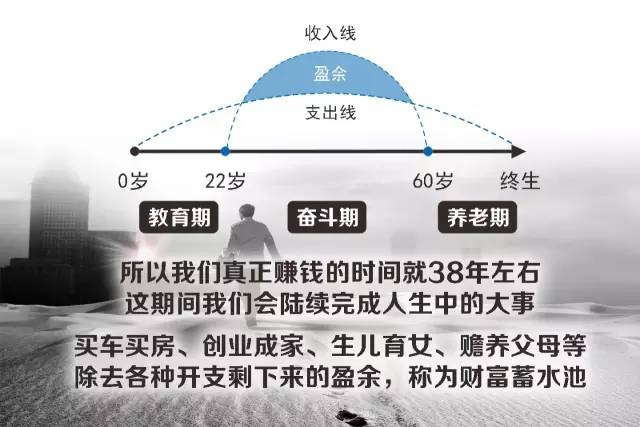 收入线
盈余
支出线
0岁 22岁 60岁 终生
教育期 奋斗期 养老期
所以我们真正赚钱的时间就38年左右
这期间我们会陆续完成人生中的大事
买车买房、创业成家、生儿育女、赡养父母等
除去各种开支剩下来的盈余，称为财富蓄水池